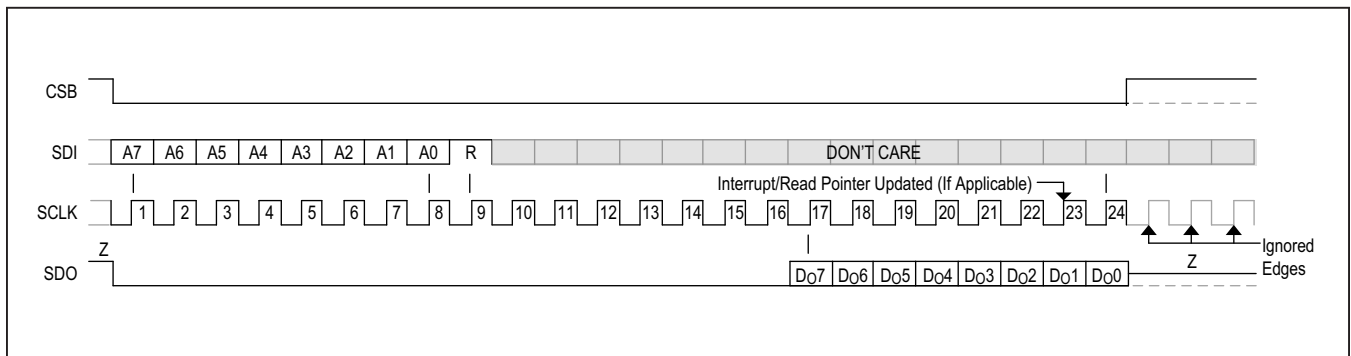 CSB
SDI A7 A6 A5 A4 A3 A2 A1 A0 R DON'T CARE
Interrupt/Read Pointer Updated (If Applicable)
SCLK 1 2 3 4 5 6 7 8 9 10 11 12 13 14 15 16 17 18 19 20 21 22 23 24
Ignored
Edges
Z Z
SDO DO7 DO6 DO5 DO4 DO3 DO2 DO1 DO0